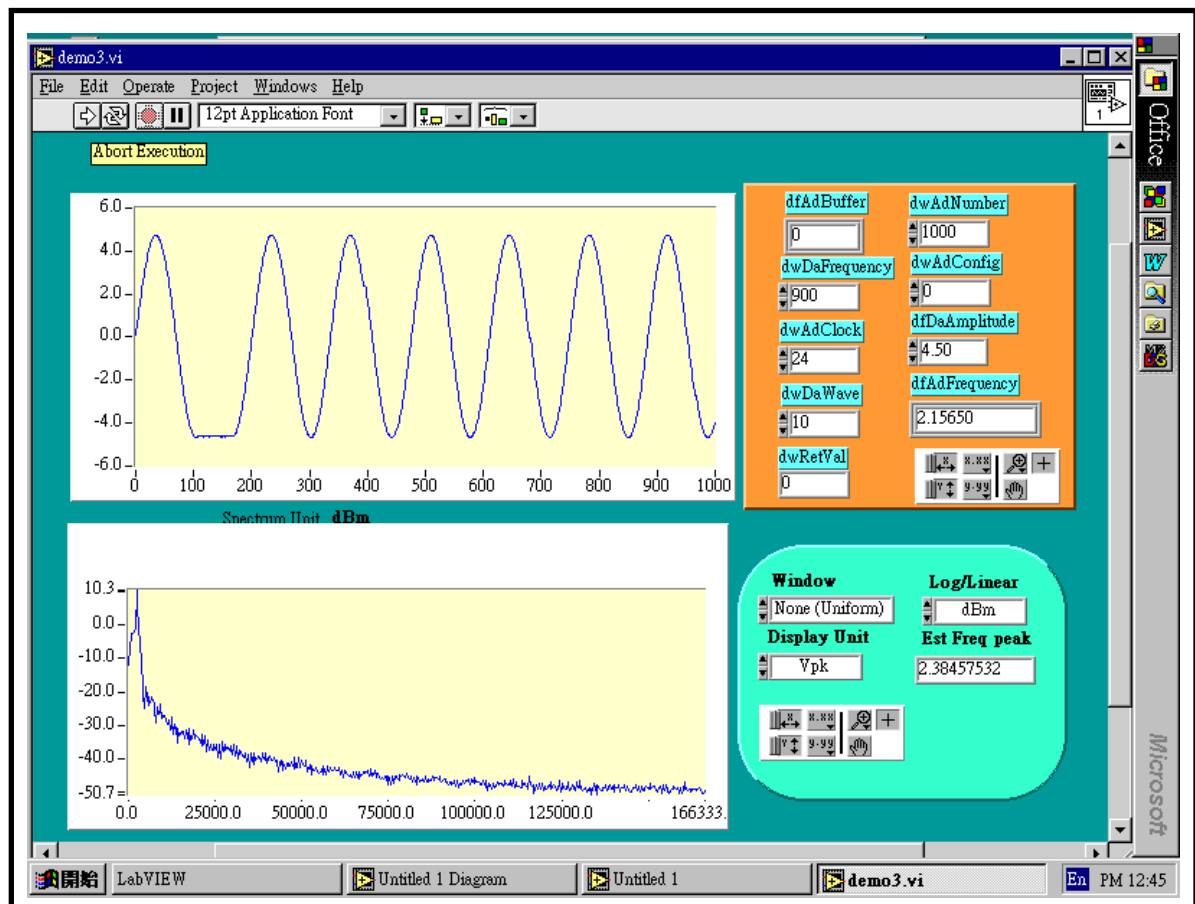 demo3.vi
File Edit Operate Project Windows Help
12pt Application Font
1
Abort Execution
6.0
4.0
2.0
0.0
-2.0
-4.0
-6.0
0 100 200 300 400 500 600 700 800 900 1000
dfAdBuffer
0
dwAdNumber
1000
dwDaFrequency
900
dwAdConfig
0
dwAdClock
24
dfDaAmplitude
4.50
dwDaWave
10
dfAdFrequency
2.15650
dwRetVal
0
X X.XX
Y Y.YY
Spectrum Unit dBm
10.3
0.0
-10.0
-20.0
-30.0
-40.0
-50.7
0.0 25000.0 50000.0 75000.0 100000.0 125000.0 166333.
Window
None (Uniform)
Log/Linear
dBm
Display Unit
Vpk
Est Freq peak
2.38457532
X X.XX
Y Y.YY
Office
W
Microsoft
開始 LabVIEW Untitled 1 Diagram Untitled 1 demo3.vi En PM 12:45